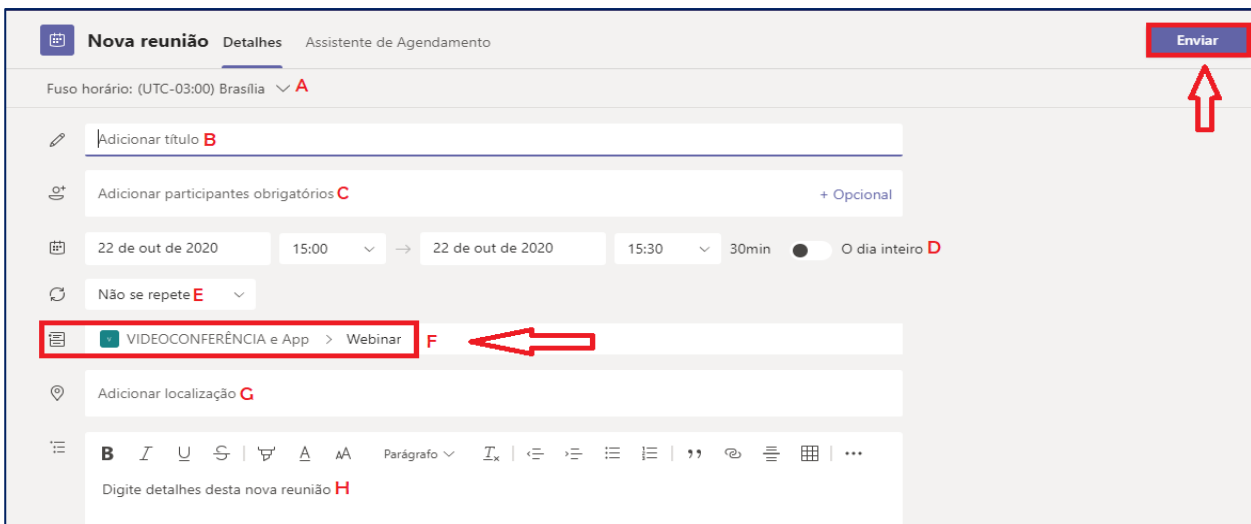 Nova reunião Detalhes Assistente de Agendamento Enviar
Fuso horário: (UTC-03:00) Brasília A
Adicionar título B
Adicionar participantes obrigatórios C + Opcional
22 de out de 2020 15:00 → 22 de out de 2020 15:30 30min O dia inteiro D
Não se repete E
VIDEOCONFERÊNCIA e App > Webinar F
Adicionar localização G
B I U S A AA Parágrafo Tx
Digite detalhes desta nova reunião H